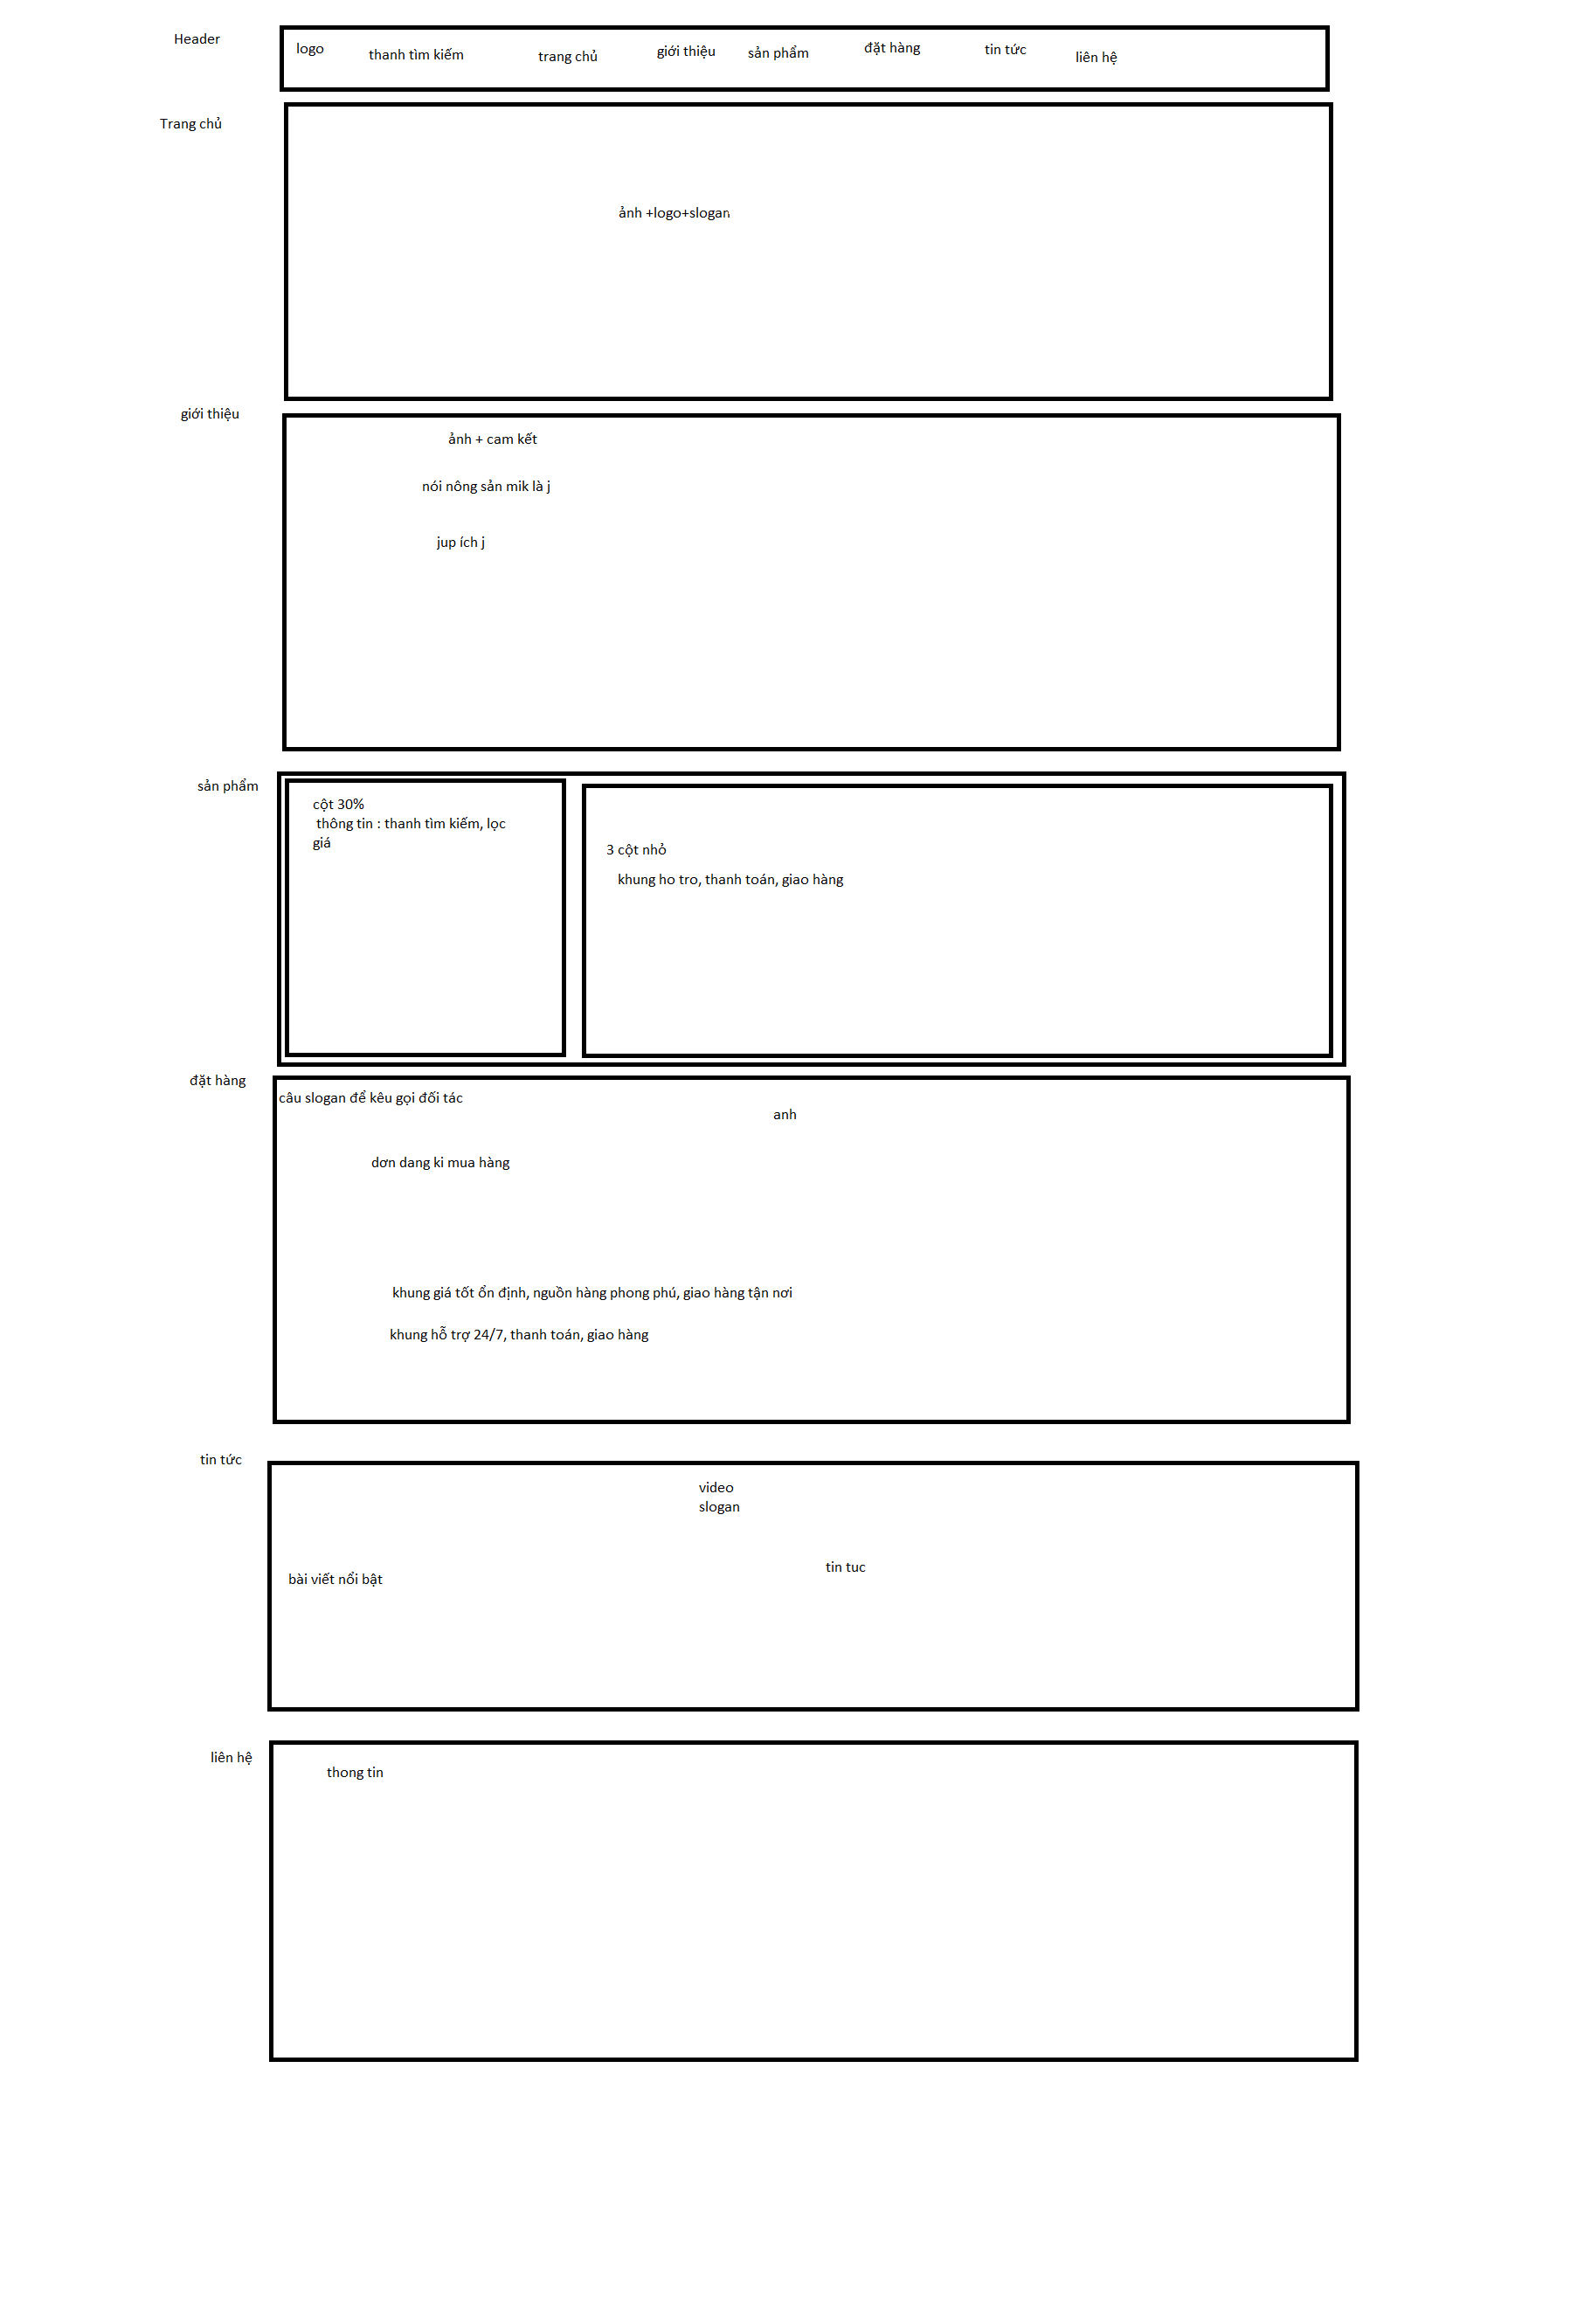 Header
logo
thanh tìm kiếm
trang chủ
giới thiệu
sản phẩm
đặt hàng
tin tức
liên hệ
Trang chủ
ảnh +logo+slogan
giới thiệu
ảnh + cam kết
nói nông sản mik là j
jup ích j
sản phẩm
cột 30%
thông tin : thanh tìm kiếm, lọc
giá
3 cột nhỏ
khung ho tro, thanh toán, giao hàng
đặt hàng
câu slogan để kêu gọi đối tác
anh
dơn dang ki mua hàng
khung giá tốt ổn định, nguồn hàng phong phú, giao hàng tận nơi
khung hỗ trợ 24/7, thanh toán, giao hàng
tin tức
video
slogan
tin tuc
bài viết nổi bật
liên hệ
thong tin